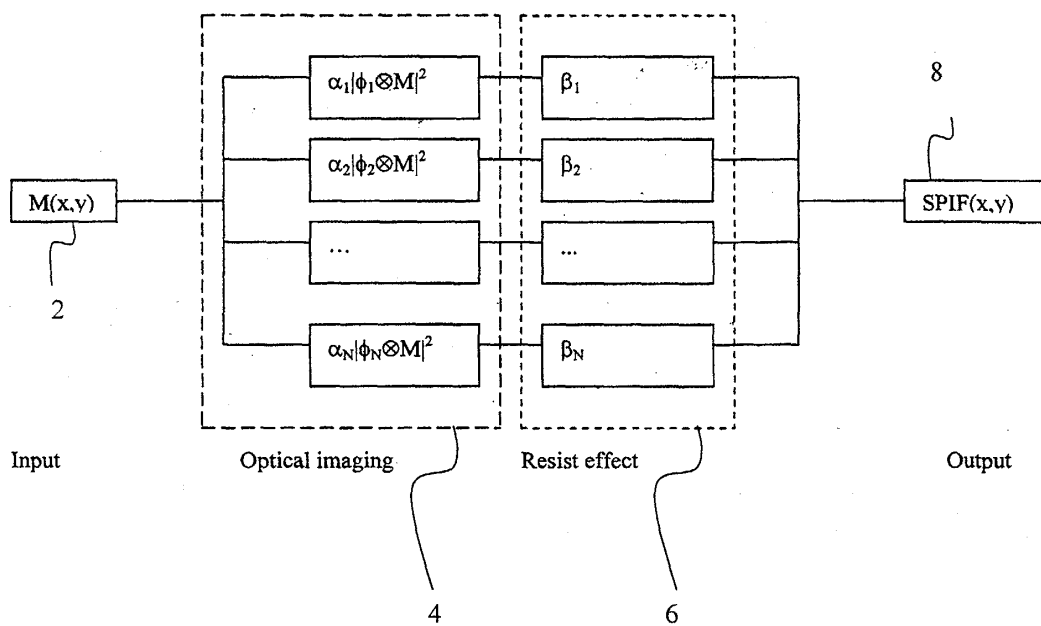 8
α₁|ϕ₁⊗M|²
β₁
α₂|ϕ₂⊗M|²
β₂
M(x,y)
SPIF(x,y)
...
...
2
αN|ϕN⊗M|²
βN
Input
Optical imaging
Resist effect
Output
4
6